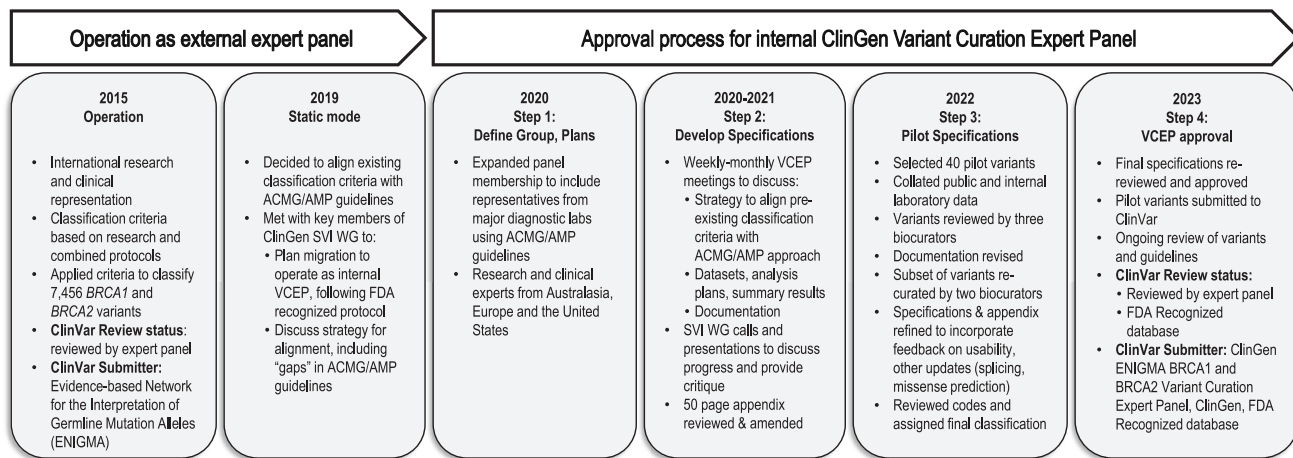 Operation as external expert panel
Approval process for internal ClinGen Variant Curation Expert Panel
2015
Operation
• International research
and clinical
representation
• Classification criteria
based on research and
combined protocols
• Applied criteria to classify
7,456 BRCA1 and
BRCA2 variants
• ClinVar Review status:
reviewed by expert panel
• ClinVar Submitter:
Evidence-based Network
for the Interpretation of
Germline Mutation Alleles
(ENIGMA)
2019
Static mode
• Decided to align existing
classification criteria with
ACMG/AMP guidelines
• Met with key members of
ClinGen SVI WG to:
• Plan migration to
operate as internal
VCEP, following FDA
recognized protocol
• Discuss strategy for
alignment, including
“gaps” in ACMG/AMP
guidelines
2020
Step 1:
Define Group, Plans
• Expanded panel
membership to include
representatives from
major diagnostic labs
using ACMG/AMP
guidelines
• Research and clinical
experts from Australasia,
Europe and the United
States
2020-2021
Step 2:
Develop Specifications
• Weekly-monthly VCEP
meetings to discuss:
• Strategy to align pre-
existing classification
criteria with
ACMG/AMP approach
• Datasets, analysis
plans, summary results
• Documentation
• SVI WG calls and
presentations to discuss
progress and provide
critique
• 50 page appendix
reviewed & amended
2022
Step 3:
Pilot Specifications
• Selected 40 pilot variants
• Collated public and internal
laboratory data
• Variants reviewed by three
biocurators
• Documentation revised
• Subset of variants re-
curated by two biocurators
• Specifications & appendix
refined to incorporate
feedback on usability,
other updates (splicing,
missense prediction)
• Reviewed codes and
assigned final classification
2023
Step 4:
VCEP approval
• Final specifications re-
reviewed and approved
• Pilot variants submitted to
ClinVar
• Ongoing review of variants
and guidelines
• ClinVar Review status:
• Reviewed by expert panel
• FDA Recognized
database
• ClinVar Submitter: ClinGen
ENIGMA BRCA1 and
BRCA2 Variant Curation
Expert Panel, ClinGen, FDA
Recognized database